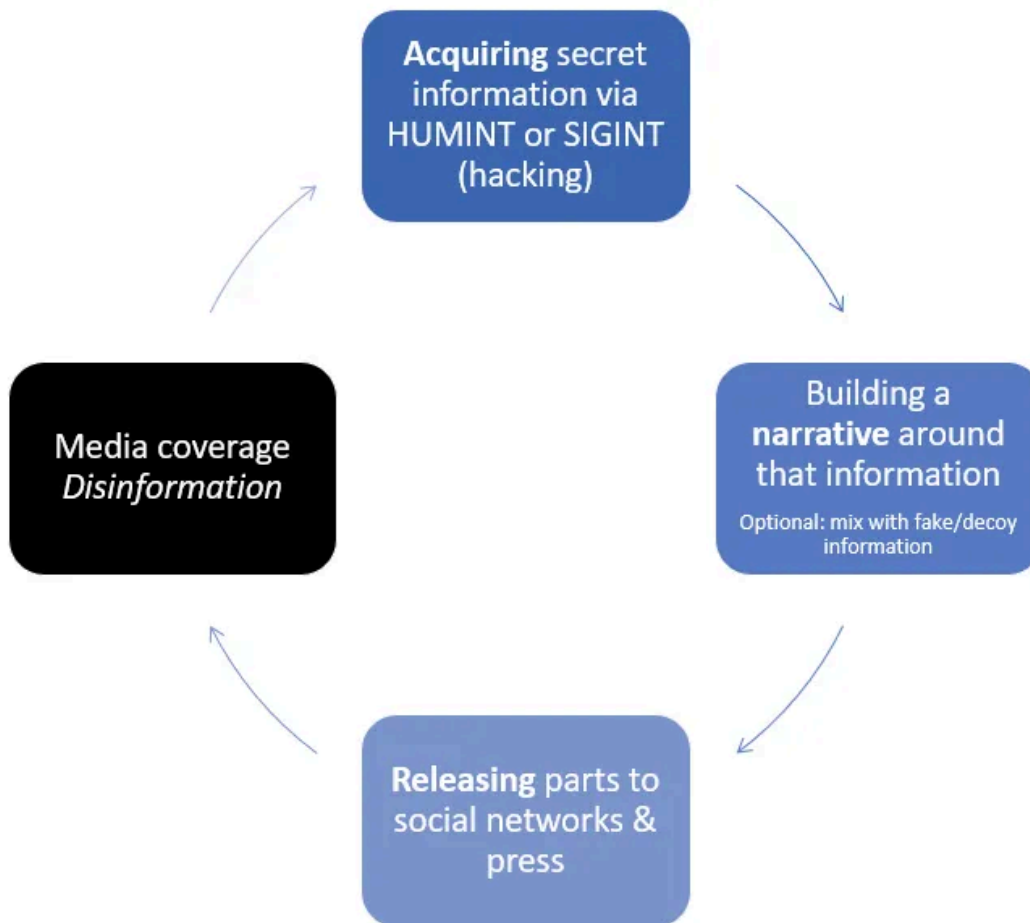 Acquiring secret
information via
HUMINT or SIGINT
(hacking)
Building a
narrative around
that information
Optional: mix with fake/decoy
information
Releasing parts to
social networks &
press
Media coverage
Disinformation